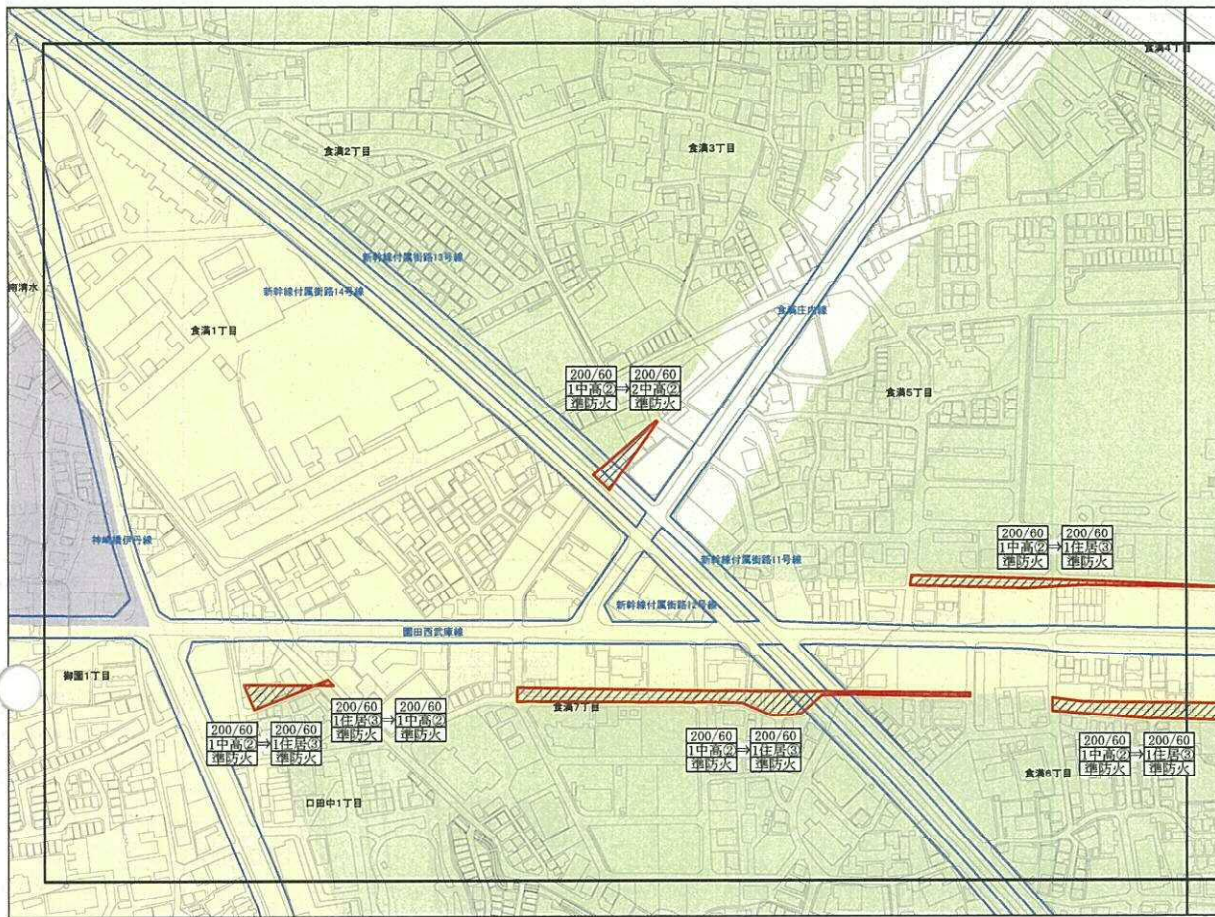 食満4丁目
食満2丁目
食満3丁目
新幹線付属街路13号線
新幹線付属街路14号線
南清水
食満1丁目
食満庄内線
200/60 200/60
1中高② ⇒ 2中高②
準防火 準防火
食満5丁目
神崎橋伊丹線
200/60 200/60
1中高② ⇒ 1住居③
準防火 準防火
新幹線付属街路11号線
新幹線付属街路12号線
園田西武庫線
御園1丁目
200/60 200/60
1住居③ ⇒ 1中高②
準防火 準防火
食満7丁目
200/60 200/60
1中高② ⇒ 1住居③
準防火 準防火
200/60 200/60
1中高② ⇒ 1住居③
準防火 準防火
200/60 200/60
1中高② ⇒ 1住居③
準防火 準防火
食満6丁目
口田中1丁目